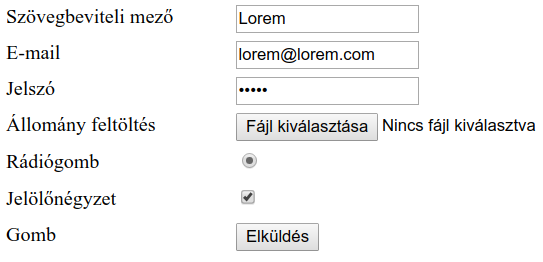 Szövegbeviteli mező Lorem
E-mail lorem@lorem.com
Jelszó •••••
Állomány feltöltés Fájl kiválasztása Nincs fájl kiválasztva
Rádiógomb
Jelölőnégyzet
Gomb Elküldés